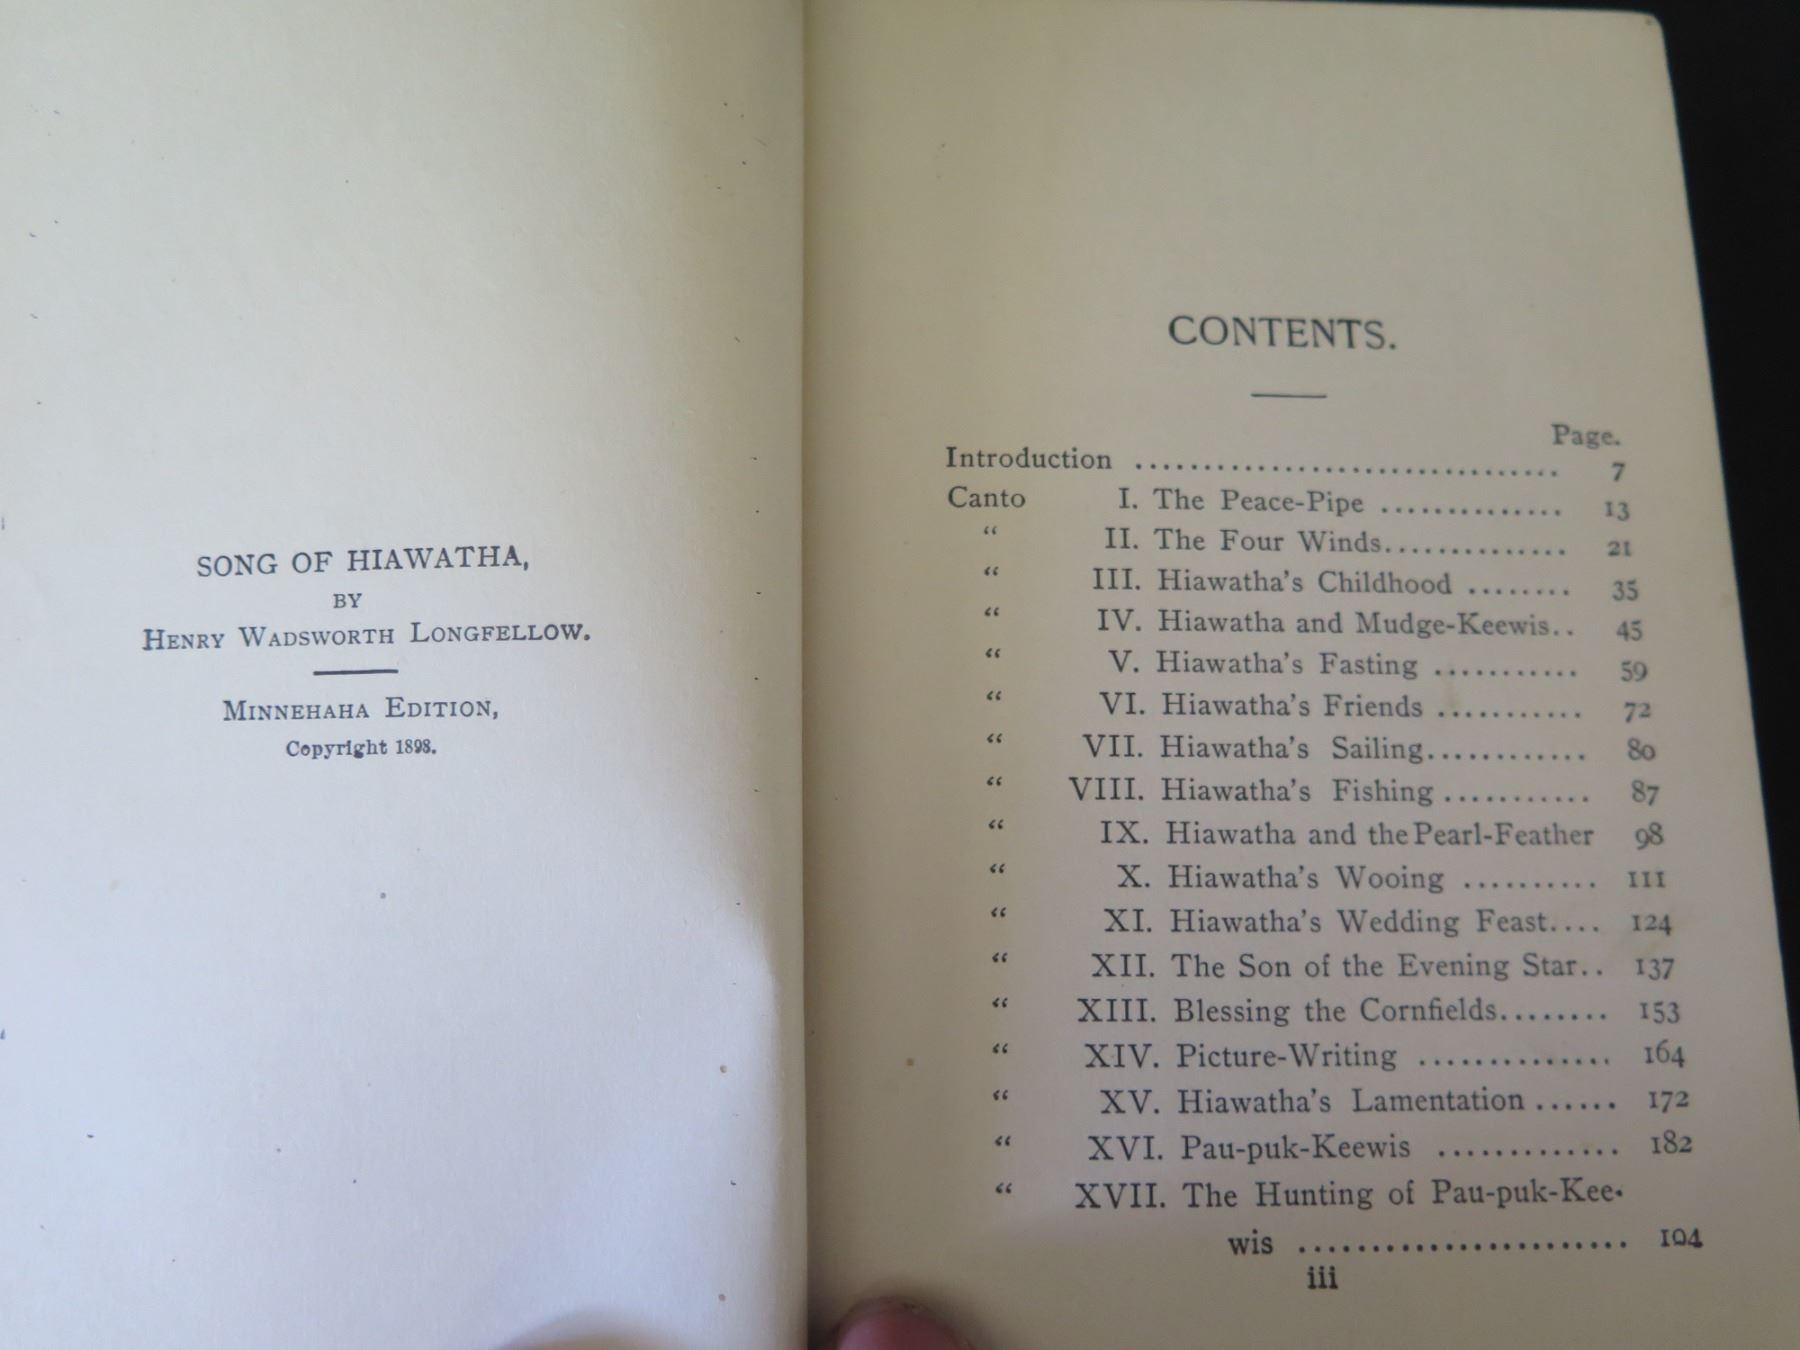 SONG OF HIAWATHA,
BY
HENRY WADSWORTH LONGFELLOW.
MINNEHAHA EDITION,
Copyright 1898.
CONTENTS.
Page.
Introduction ................................ 7
Canto I. The Peace-Pipe .............. 13
“ II. The Four Winds.............. 21
“ III. Hiawatha's Childhood ........ 35
“ IV. Hiawatha and Mudge-Keewis.. 45
“ V. Hiawatha's Fasting ........... 59
“ VI. Hiawatha's Friends ........... 72
“ VII. Hiawatha's Sailing............ 80
“ VIII. Hiawatha's Fishing ........... 87
“ IX. Hiawatha and the Pearl-Feather 98
“ X. Hiawatha's Wooing .......... 111
“ XI. Hiawatha's Wedding Feast.... 124
“ XII. The Son of the Evening Star.. 137
“ XIII. Blessing the Cornfields........ 153
“ XIV. Picture-Writing .............. 164
“ XV. Hiawatha's Lamentation ...... 172
“ XVI. Pau-puk-Keewis ............. 182
“ XVII. The Hunting of Pau-puk-Kee-
wis ....................... 194
iii